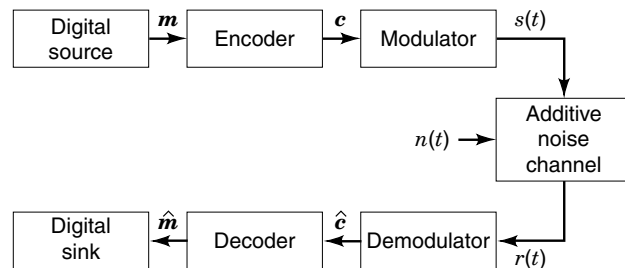 m
c
s(t)
Digital
source
Encoder
Modulator
Additive
noise
channel
n(t)
m̂
ĉ
Digital
sink
Decoder
Demodulator
r(t)